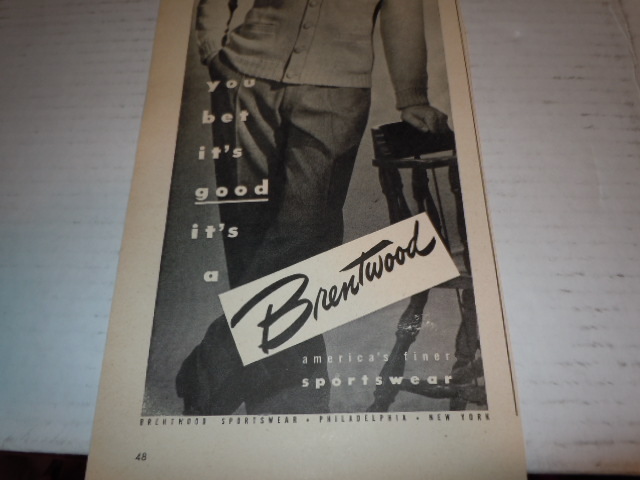 you
bet
it's
good
it's
a
Brentwood
america's finer
sportswear
BRENTWOOD SPORTSWEAR • PHILADELPHIA • NEW YORK
48